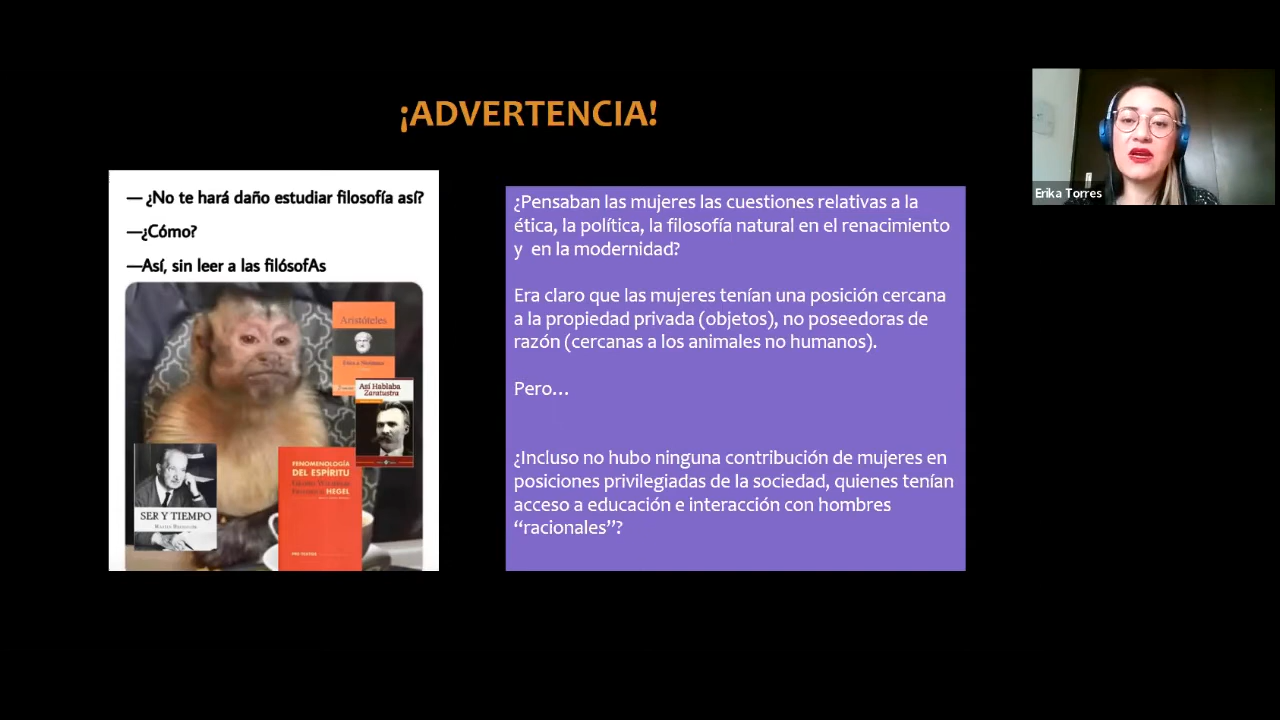 ¡ADVERTENCIA!
— ¿No te hará daño estudiar filosofía así?
—¿Cómo?
—Así, sin leer a las filósofAs
Aristóteles
Así Hablaba
Zaratustra
SER Y TIEMPO
FENOMENOLOGÍA
DEL ESPÍRITU
HEGEL
PRE-TEXTOS
¿Pensaban las mujeres las cuestiones relativas a la
ética, la política, la filosofía natural en el renacimiento
y en la modernidad?
Era claro que las mujeres tenían una posición cercana
a la propiedad privada (objetos), no poseedoras de
razón (cercanas a los animales no humanos).
Pero…
¿Incluso no hubo ninguna contribución de mujeres en
posiciones privilegiadas de la sociedad, quienes tenían
acceso a educación e interacción con hombres
“racionales”?
Erika Torres